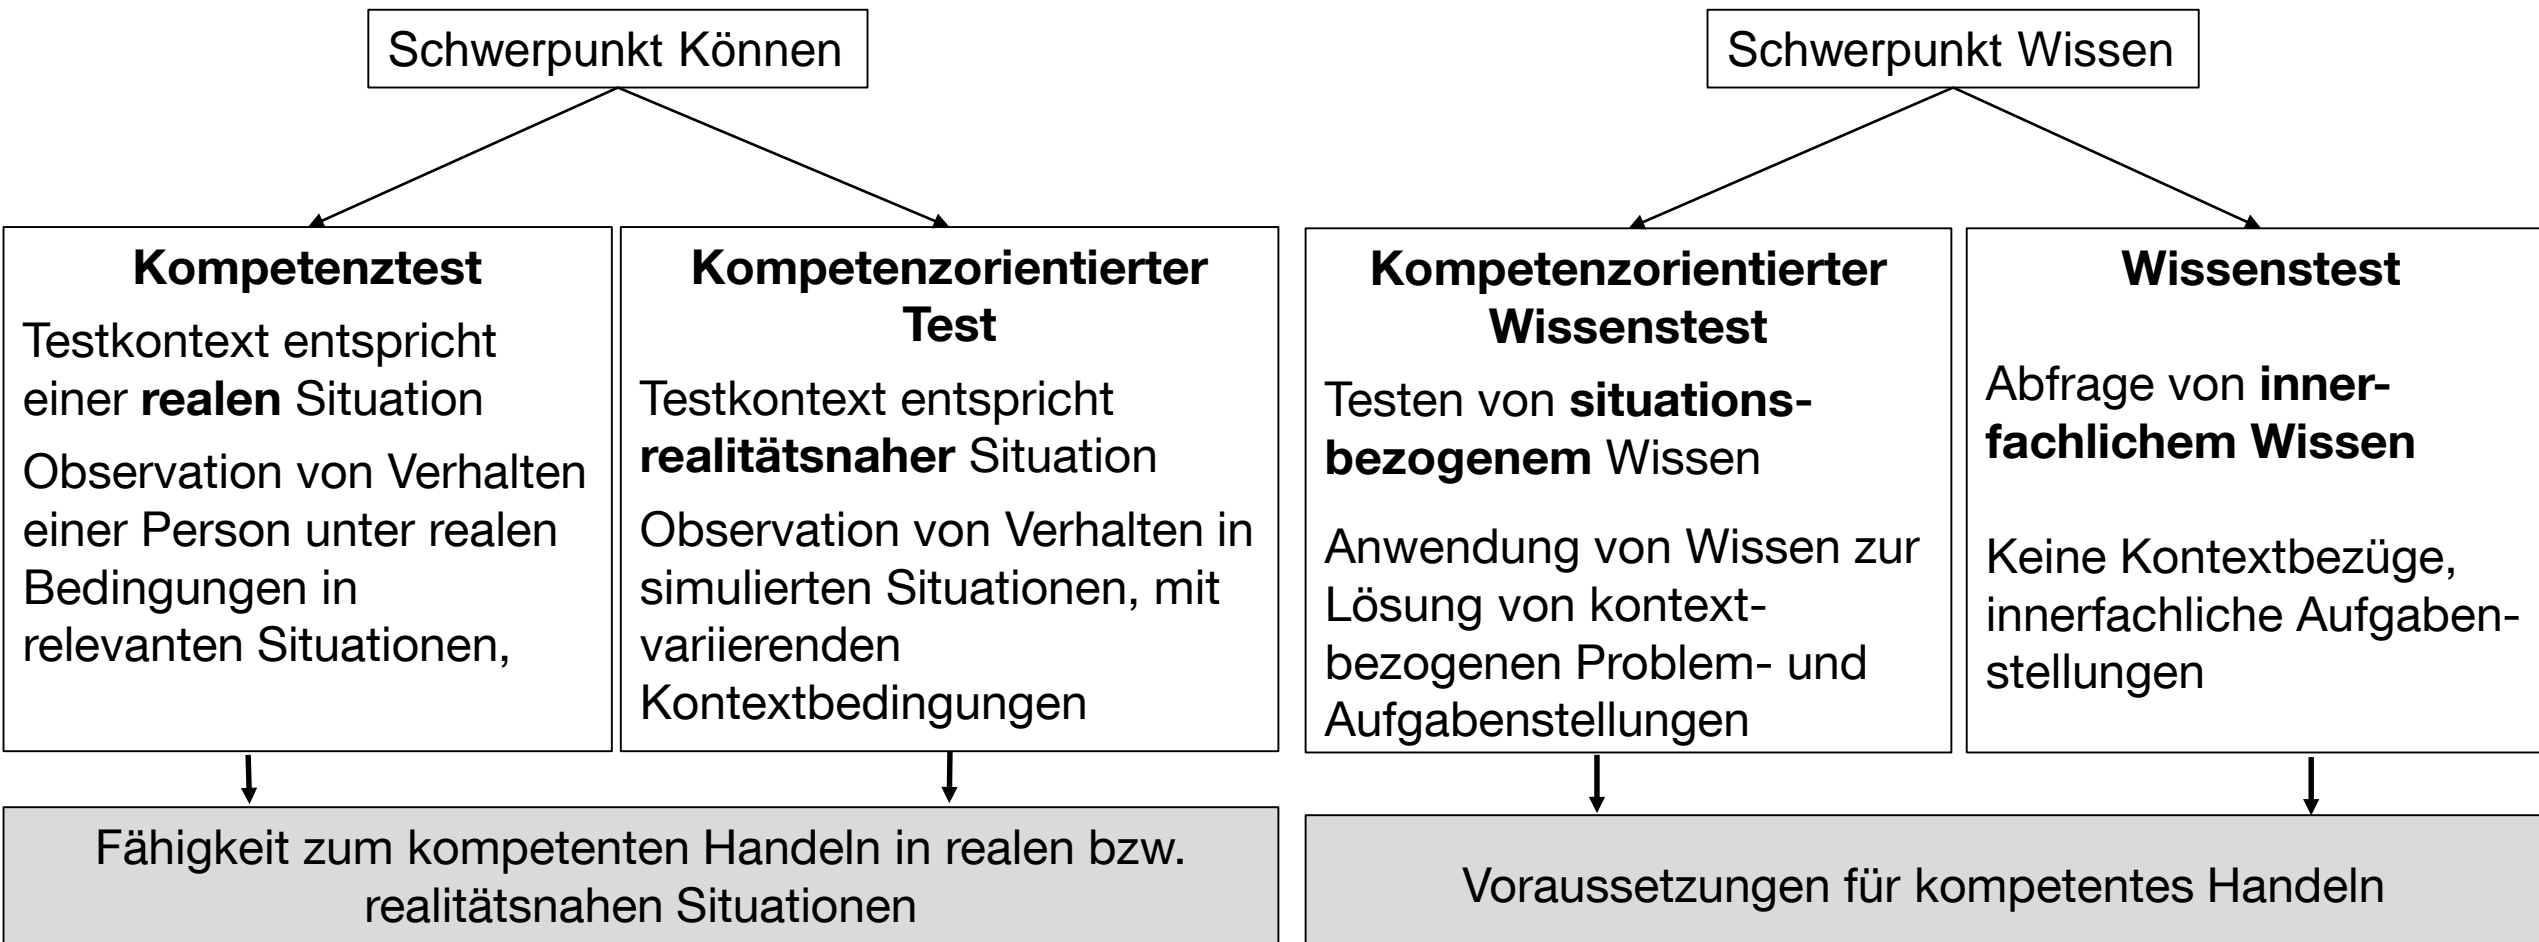 Schwerpunkt Können
Schwerpunkt Wissen
Kompetenztest
Testkontext entspricht
einer realen Situation
Observation von Verhalten
einer Person unter realen
Bedingungen in
relevanten Situationen,
Kompetenzorientierter
Test
Testkontext entspricht
realitätsnaher Situation
Observation von Verhalten in
simulierten Situationen, mit
variierenden
Kontextbedingungen
Kompetenzorientierter
Wissenstest
Testen von situations-
bezogenem Wissen
Anwendung von Wissen zur
Lösung von kontext-
bezogenen Problem- und
Aufgabenstellungen
Wissenstest
Abfrage von inner-
fachlichem Wissen
Keine Kontextbezüge,
innerfachliche Aufgaben-
stellungen
Fähigkeit zum kompetenten Handeln in realen bzw.
realitätsnahen Situationen
Voraussetzungen für kompetentes Handeln